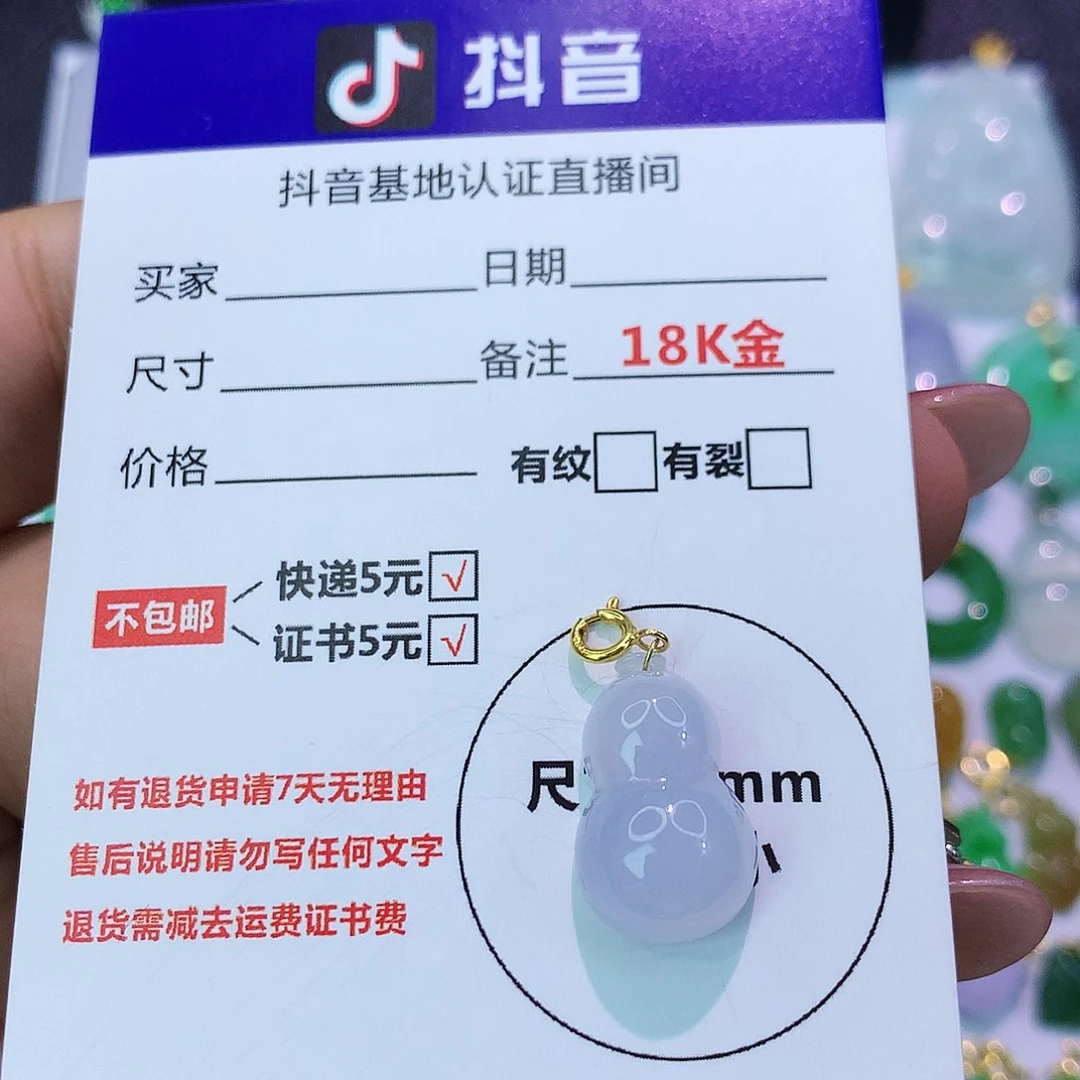 抖音
抖音基地认证直播间
买家 日期
尺寸 备注 18K金
价格 有纹 有裂
不包邮
快递5元 √
证书5元 √
尺 mm
如有退货申请7天无理由
售后说明请勿写任何文字
退货需减去运费证书费